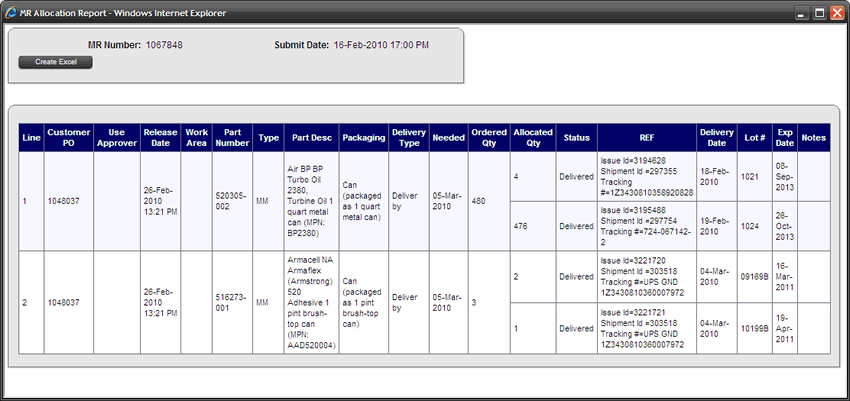 MR Allocation Report - Windows Internet Explorer
MR Number: 1067848 Submit Date: 16-Feb-2010 17:00 PM
Create Excel
Line Customer PO Use Approver Release Date Work Area Part Number Type Part Desc Packaging Delivery Type Needed Ordered Qty Allocated Qty Status REF Delivery Date Lot # Exp Date Notes
1
1048037
26-Feb-
2010
13:21 PM
520305-
002
MM
Air BP BP
Turbo Oil
2380,
Turbine Oil 1
quart metal
can (MPN:
BP2380)
Can
(packaged
as 1 quart
metal can)
Deliver
by
05-Mar-
2010
480
4
Delivered
Issue Id=3194628
Shipment Id =297355
Tracking
#=1Z3430810358920828
18-Feb-
2010
1021
08-
Sep-
2013
476
Delivered
Issue Id=3195488
Shipment Id =297754
Tracking #=724-067142-
2
19-Feb-
2010
1024
26-
Oct-
2013
2
1048037
26-Feb-
2010
13:21 PM
516273-
001
MM
Armacell NA
Armaflex
(Armstrong)
520
Adhesive 1
pint brush-
top can
(MPN:
AAD520004)
Can
(packaged
as 1 pint
brush-top
can)
Deliver
by
05-Mar-
2010
3
2
Delivered
Issue Id=3221720
Shipment Id =303518
Tracking #=UPS GND
1Z3430810360007972
04-Mar-
2010
09169B
16-
Mar-
2011
1
Delivered
Issue Id=3221721
Shipment Id =303518
Tracking #=UPS GND
1Z3430810360007972
04-Mar-
2010
10199B
19-
Apr-
2011